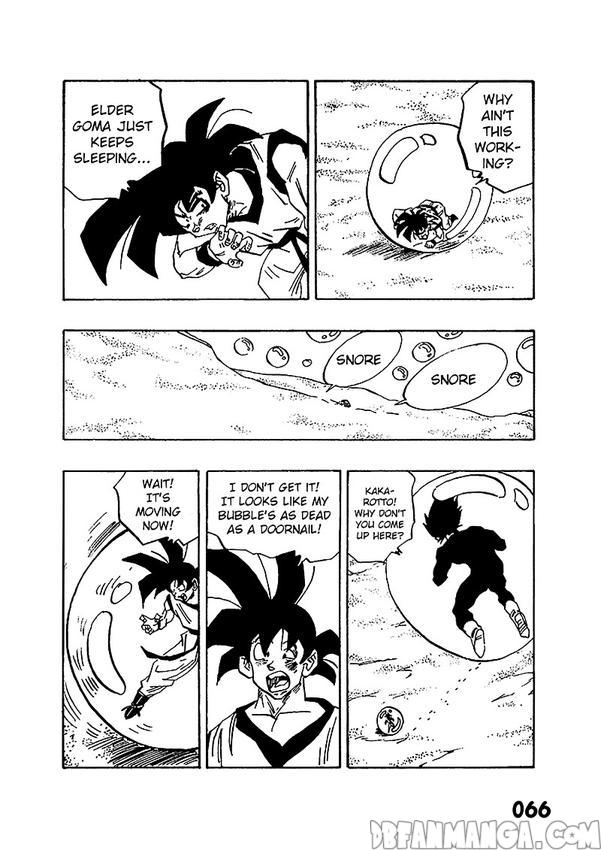 WHY
AIN'T
THIS
WORK-
ING?
ELDER
GOMA JUST
KEEPS
SLEEPING...
SNORE
SNORE
KAKA-
ROTTO!
WHY DON'T
YOU COME
UP HERE?
I DON'T GET IT!
IT LOOKS LIKE MY
BUBBLE'S AS DEAD
AS A DOORNAIL!
WAIT!
IT'S
MOVING
NOW!
066
DBFANMANGA.COM